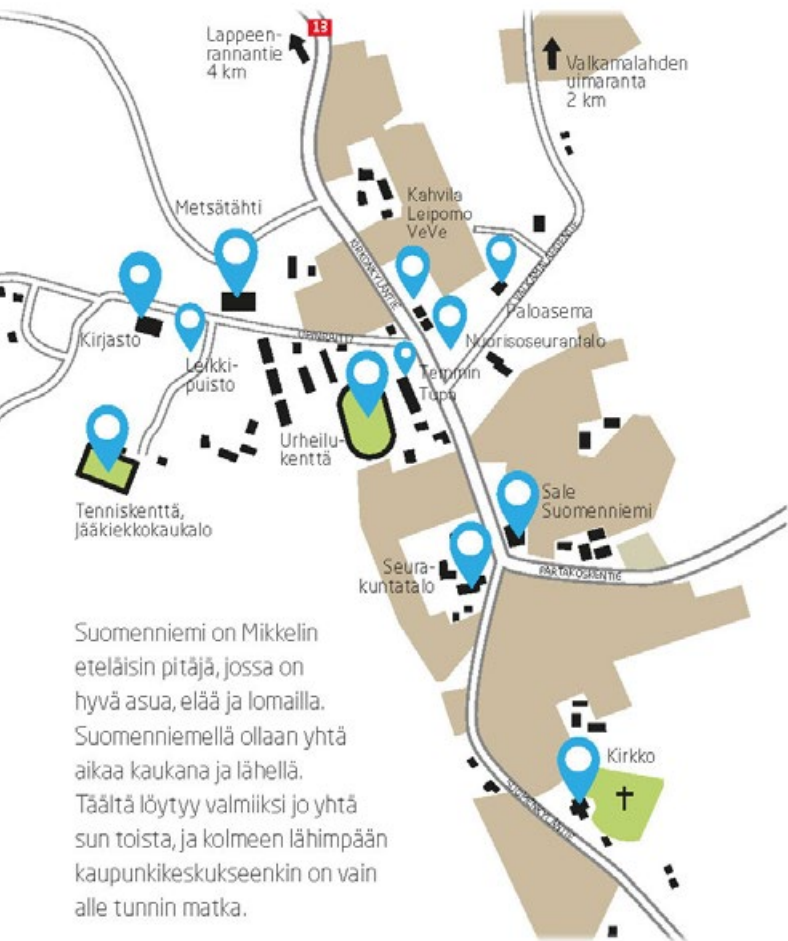 13
Lappeen-
rannantie
4 km
Valkamalahden
uimaranta
2 km
Metsätähti
Kahvila
Leipomo
VeVe
KIRKONKYLÄNTIE
VALKAMALAHDENTIE
Paloasema
Kirjasto
Leikki-
puisto
Nuorisoseurantalo
Temmin
Tupa
Urheilu-
kenttä
Tenniskenttä,
Jääkiekkokaukalo
Sale
Suomenniemi
Seura-
kuntatalo
PARTAKOSKENTIE
Suomenniemi on Mikkelin
eteläisin pitäjä, jossa on
hyvä asua, elää ja lomailla.
Suomenniemellä ollaan yhtä
aikaa kaukana ja lähellä.
Täältä löytyy valmiiksi jo yhtä
sun toista, ja kolmeen lähimpään
kaupunkikeskukseenkin on vain
alle tunnin matka.
Kirkko